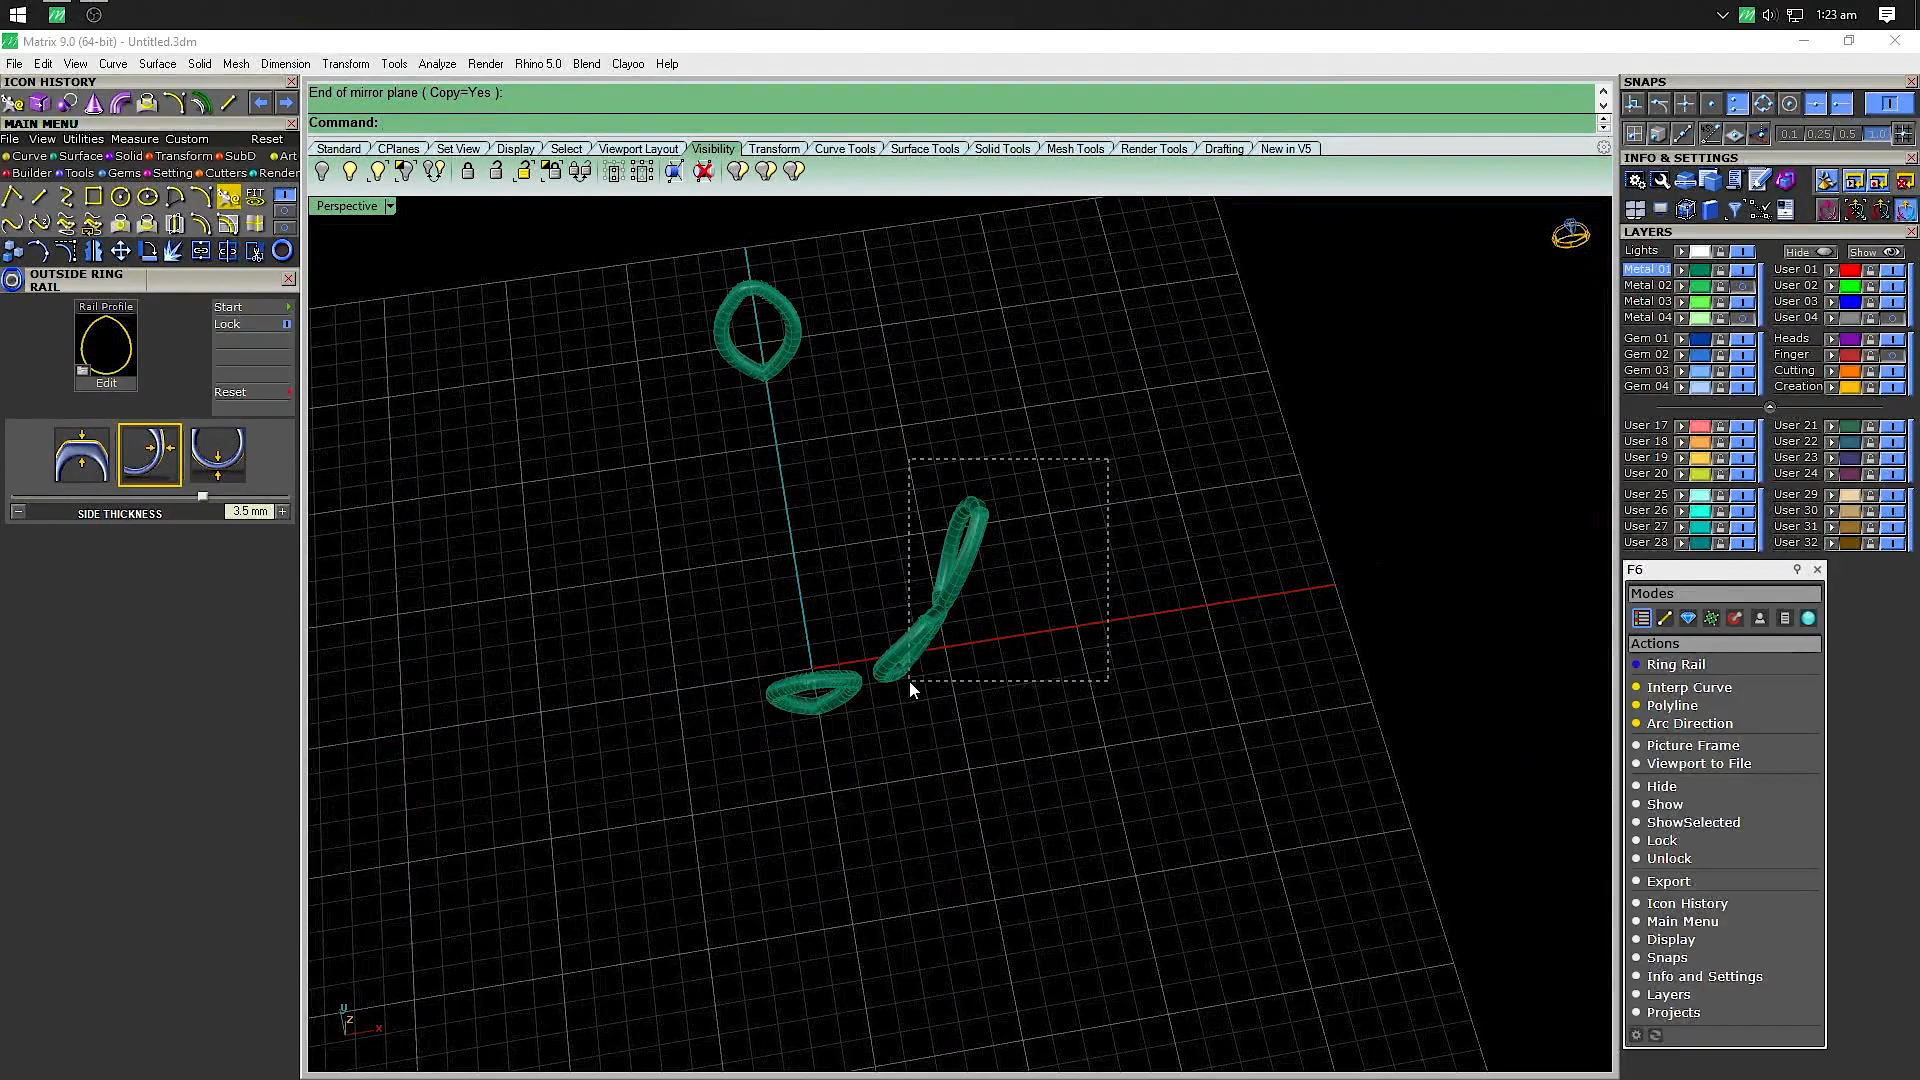 1:23 am
Matrix 9.0 (64-bit) - Untitled.3dm
File Edit View Curve Surface Solid Mesh Dimension Transform Tools Analyze Render Rhino 5.0 Blend Clayoo Help
ICON HISTORY
MAIN MENU
File View Utilities Measure Custom Reset
Curve Surface Solid Transform SubD Art
Builder Tools Gems Setting Cutters Render
FIT
OUTSIDE RING
RAIL
Rail Profile
Edit
Start
Lock
Reset
SIDE THICKNESS
3.5 mm
End of mirror plane ( Copy=Yes ):
Command:
Standard CPlanes Set View Display Select Viewport Layout Visibility Transform Curve Tools Surface Tools Solid Tools Mesh Tools Render Tools Drafting New in V5
Perspective
y
z
x
SNAPS
0.1 0.25 0.5 1.0
INFO & SETTINGS
LAYERS
Lights Hide Show
Metal 01 User 01
Metal 02 User 02
Metal 03 User 03
Metal 04 User 04
Gem 01 Heads
Gem 02 Finger
Gem 03 Cutting
Gem 04 Creation
User 17 User 21
User 18 User 22
User 19 User 23
User 20 User 24
User 25 User 29
User 26 User 30
User 27 User 31
User 28 User 32
F6
Modes
Actions
Ring Rail
Interp Curve
Polyline
Arc Direction
Picture Frame
Viewport to File
Hide
Show
ShowSelected
Lock
Unlock
Export
Icon History
Main Menu
Display
Snaps
Info and Settings
Layers
Projects